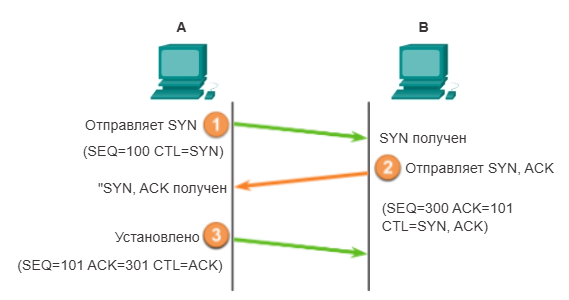 A
B
Отправляет SYN 1
(SEQ=100 CTL=SYN)
SYN получен
2 Отправляет SYN, ACK
"SYN, ACK получен
(SEQ=300 ACK=101
CTL=SYN, ACK)
Установлено 3
(SEQ=101 ACK=301 CTL=ACK)